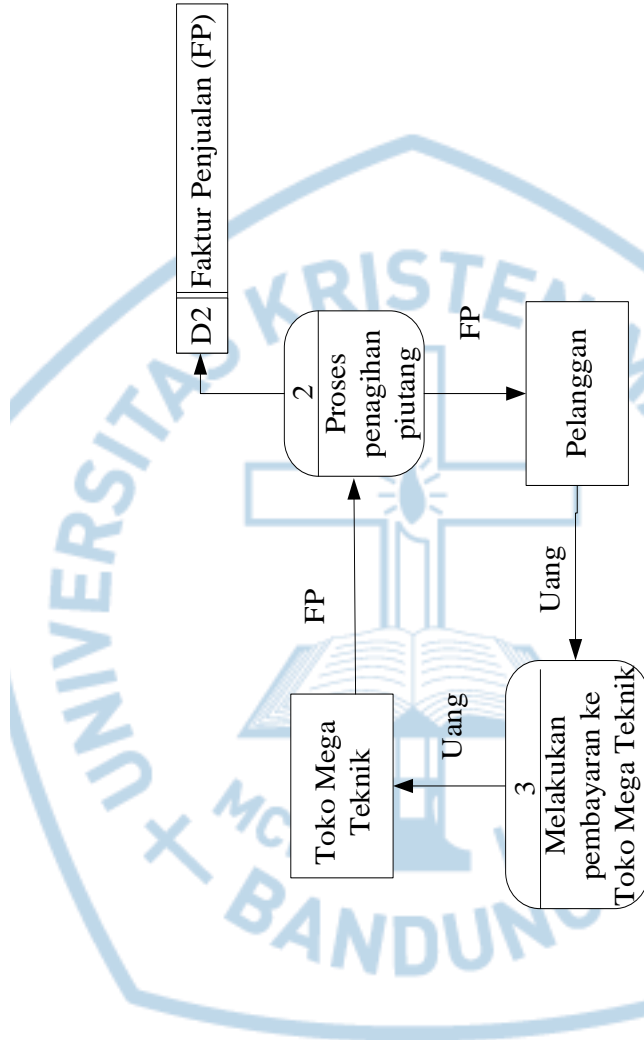 D2 Faktur Penjualan (FP)
2
Proses
penagihan
piutang
FP
FP
Pelanggan
Toko Mega
Teknik
Uang
Uang
3
Melakukan
pembayaran ke
Toko Mega Teknik
UNIVERSITAS KRISTEN
BANDUNG